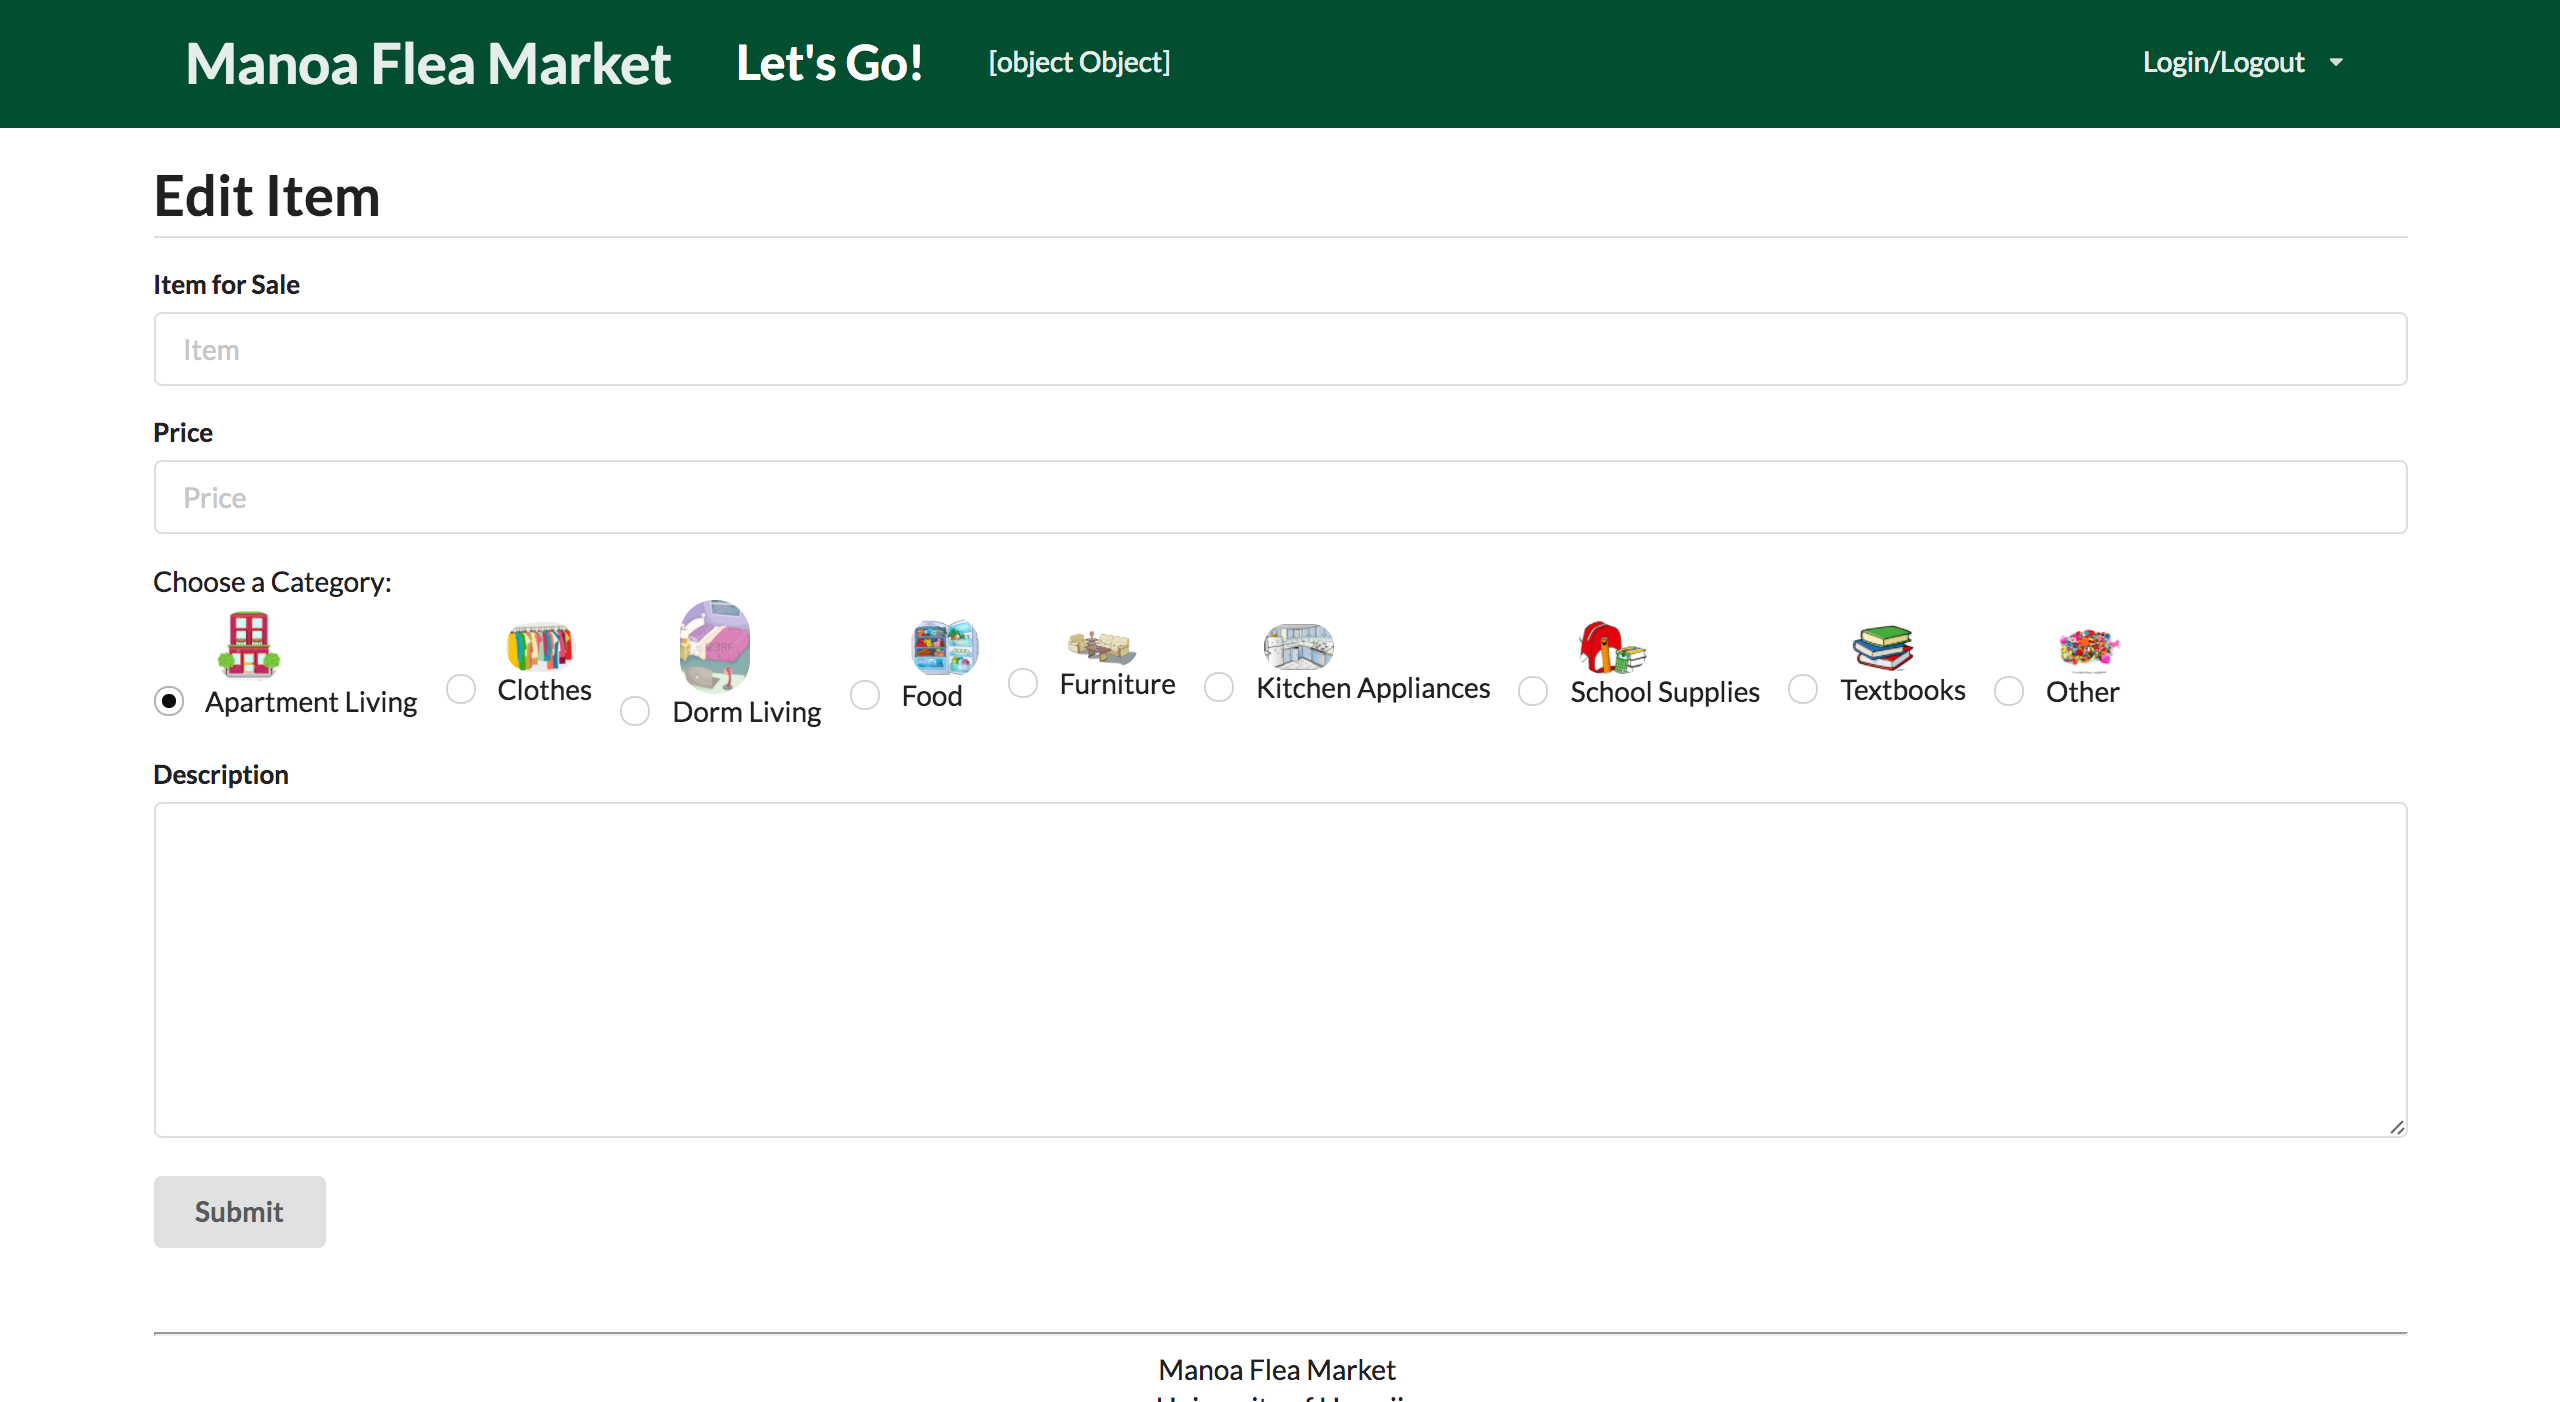 Manoa Flea Market Let's Go! [object Object] Login/Logout
Edit Item
Item for Sale
Item
Price
Price
Choose a Category:
Apartment Living Clothes Dorm Living Food Furniture Kitchen Appliances School Supplies Textbooks Other
Description
Submit
Manoa Flea Market